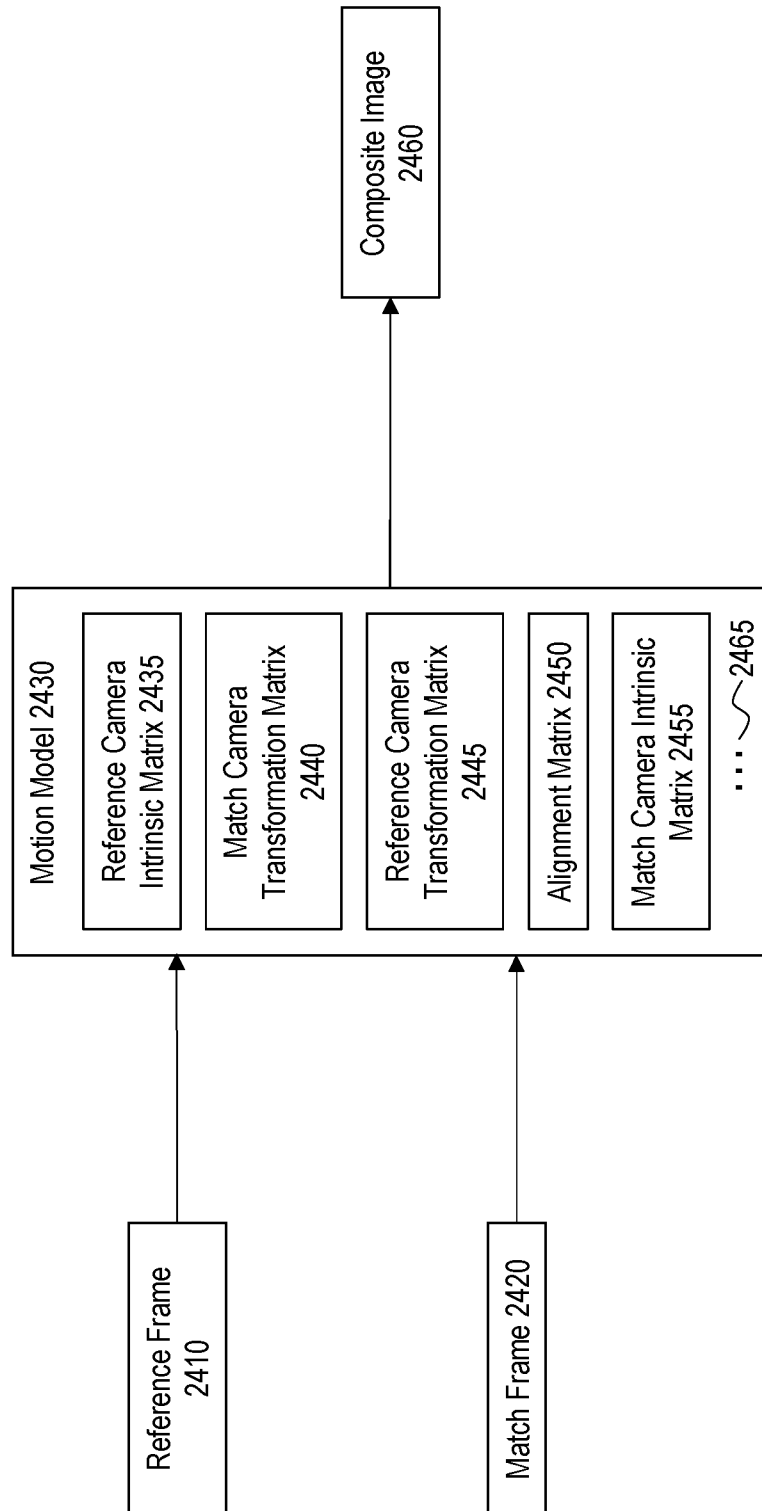 Reference Frame
2410
Match Frame 2420
Motion Model 2430
Reference Camera
Intrinsic Matrix 2435
Match Camera
Transformation Matrix
2440
Reference Camera
Transformation Matrix
2445
Alignment Matrix 2450
Match Camera Intrinsic
Matrix 2455
... 2465
Composite Image
2460